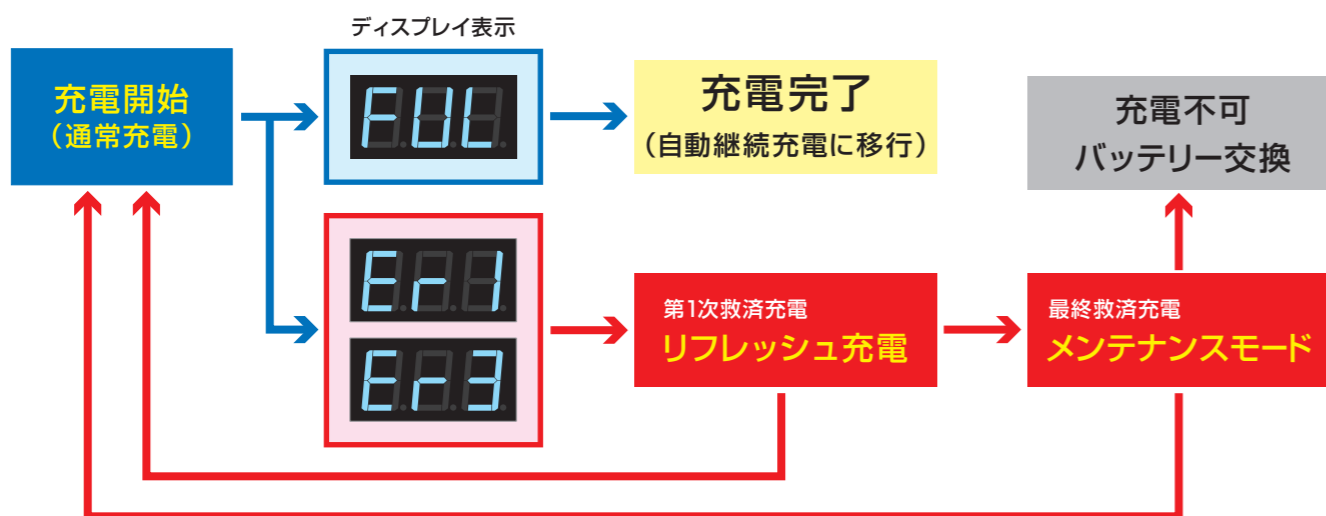 ディスプレイ表示
充電開始
（通常充電）
FUL
充電完了
（自動継続充電に移行）
充電不可
バッテリー交換
Er1
Er3
第1次救済充電
リフレッシュ充電
最終救済充電
メンテナンスモード